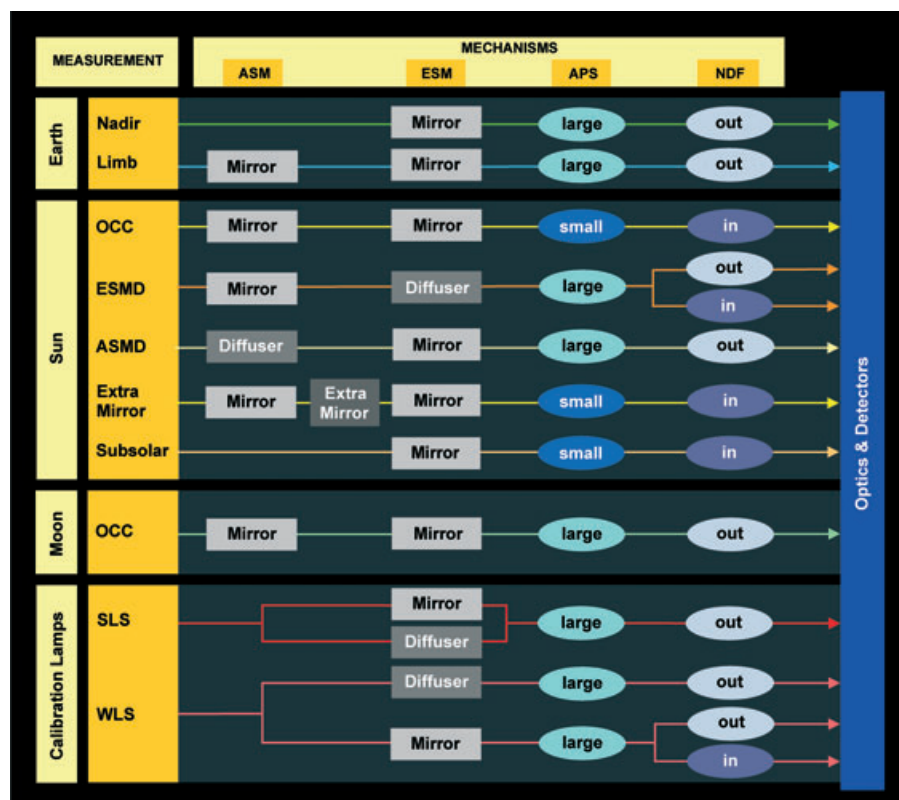 MEASUREMENT
MECHANISMS
ASM ESM APS NDF
Earth
Nadir Mirror large out
Limb Mirror Mirror large out
Sun
OCC Mirror Mirror small in
ESMD Mirror Diffuser large out
in
ASMD Diffuser Mirror large out
Extra
Mirror Mirror Extra
Mirror Mirror small in
Subsolar Mirror small in
Moon
OCC Mirror Mirror large out
Calibration Lamps
SLS Mirror large out
Diffuser
WLS Diffuser large out
Mirror large out
in
Optics & Detectors